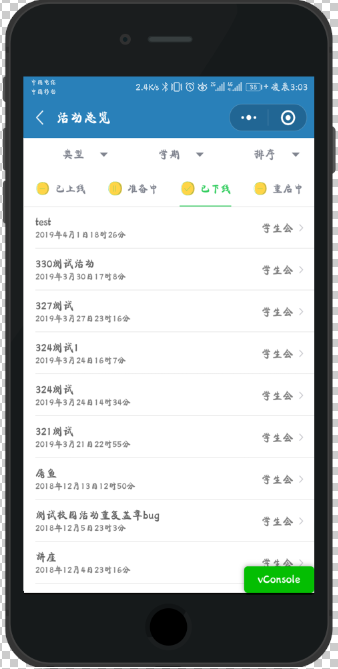 中国电信
中国移动
2.4K/s 凌晨3:03
活动总览
类型 学期 排序
已上线 准备中 已下线 重启中
test
2019年4月1日18时26分
学生会
330测试活动
2019年3月30日17时8分
学生会
327测试
2019年3月27日23时16分
学生会
324测试1
2019年3月24日16时7分
学生会
324测试
2019年3月24日14时34分
学生会
321测试
2019年3月21日22时55分
学生会
2018年12月13日12时50分
学生会
测试校园活动重复盖章bug
2018年12月5日23时3分
学生会
讲座
2018年12月4日23时16分
学生会
vConsole